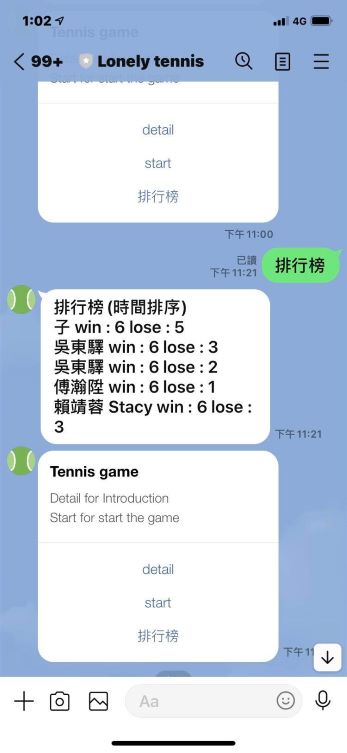 1:02
4G
Tennis game
99+
Lonely tennis
Start for start the game
detail
start
排行榜
下午 11:00
已讀
下午 11:21
排行榜
排行榜 (時間排序)
子 win : 6 lose : 5
吳東驛 win : 6 lose : 3
吳東驛 win : 6 lose : 2
傅瀚陞 win : 6 lose : 1
賴靖蓉 Stacy win : 6 lose :
3
下午 11:21
Tennis game
Detail for Introduction
Start for start the game
detail
start
排行榜
下午 11
Aa